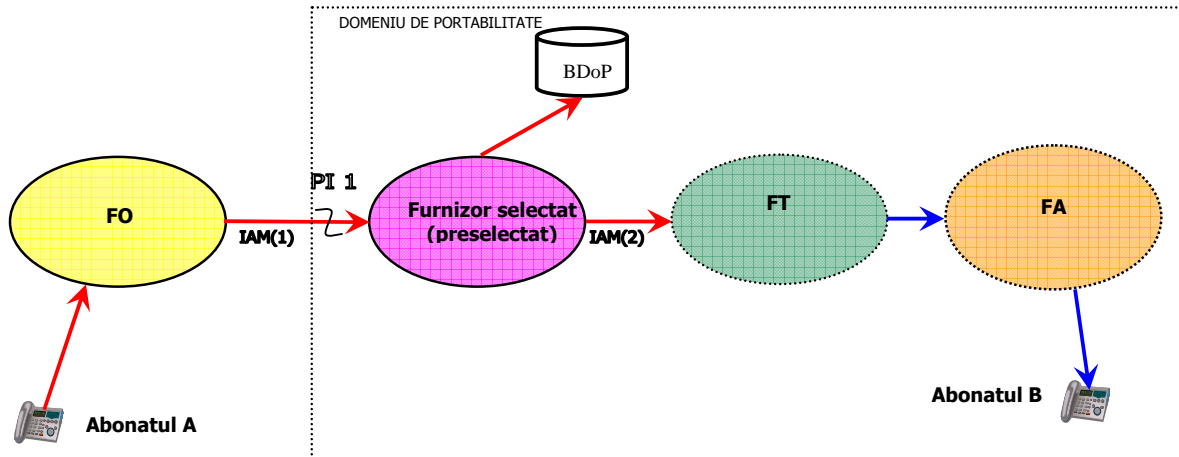 DOMENIU DE PORTABILITATE
BDoP
PI 1
FO
Furnizor selectat
(preselectat)
FT
FA
IAM(1)
IAM(2)
Abonatul A
Abonatul B